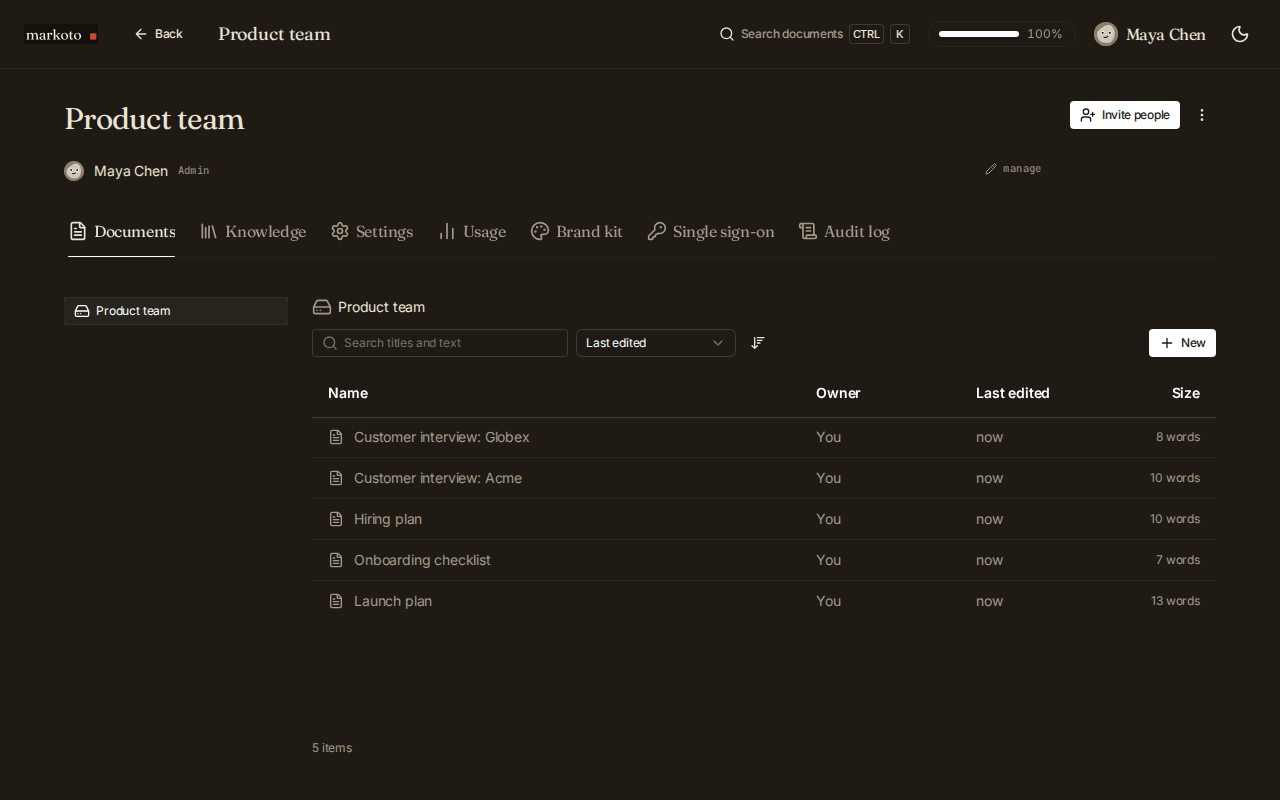 markoto
Back
Product team
Search documents CTRL K
100%
Maya Chen
Product team
Invite people
Maya Chen Admin
manage
Documents Knowledge Settings Usage Brand kit Single sign-on Audit log
Product team
Product team
Search titles and text
Last edited
New
Name Owner Last edited Size
Customer interview: Globex You now 8 words
Customer interview: Acme You now 10 words
Hiring plan You now 10 words
Onboarding checklist You now 7 words
Launch plan You now 13 words
5 items